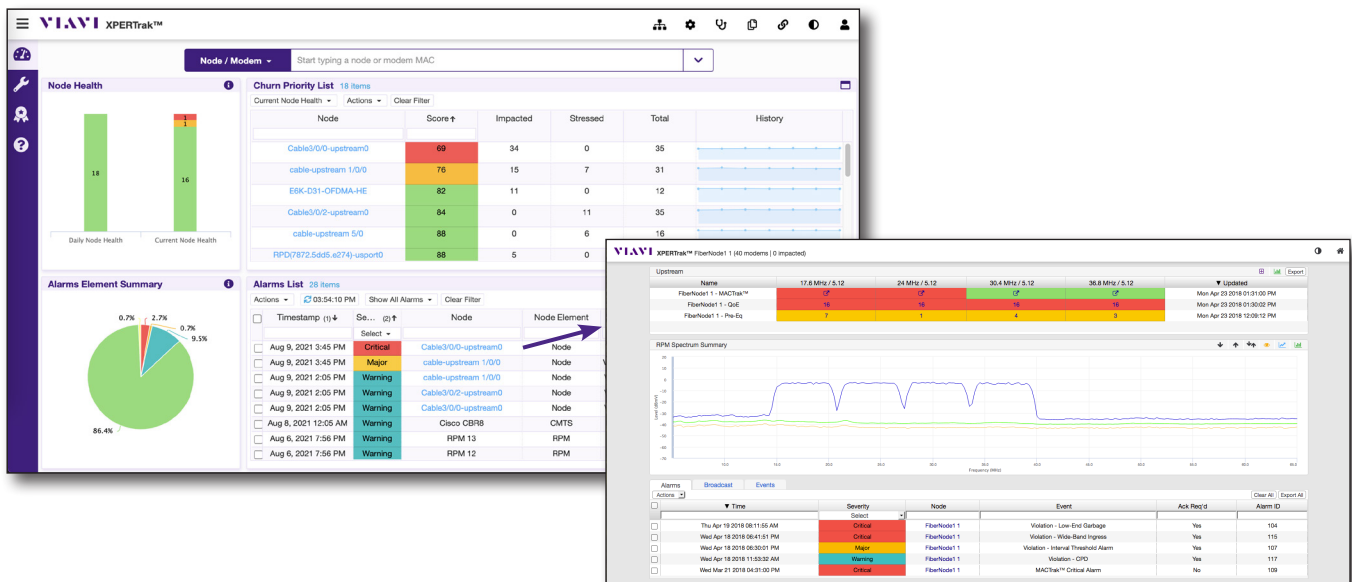 VIAVI XPERTrak™
Node / Modem
Start typing a node or modem MAC
Node Health
18
1
1
16
Daily Node Health
Current Node Health
Churn Priority List 18 items
Current Node Health
Actions
Clear Filter
Node Score Impacted Stressed Total History
Cable3/0/0-upstream0 69 34 0 35
cable-upstream 1/0/0 76 15 7 31
E6K-D31-OFDMA-HE 82 11 0 12
Cable3/0/2-upstream0 84 0 11 35
cable-upstream 5/0 88 0 6 16
RPD(7872.5dd5.e274)-usport0 88 5 0
Alarms Element Summary
0.7%
2.7%
0.7%
9.5%
86.4%
Alarms List 28 items
Actions
03:54:10 PM
Show All Alarms
Clear Filter
Timestamp (1) Se... (2) Node Node Element
Select
Aug 9, 2021 3:45 PM Critical Cable3/0/0-upstream0 Node
Aug 9, 2021 3:45 PM Major cable-upstream 1/0/0 Node
Aug 9, 2021 2:05 PM Warning cable-upstream 1/0/0 Node
Aug 9, 2021 2:05 PM Warning Cable3/0/2-upstream0 Node
Aug 9, 2021 2:05 PM Warning Cable3/0/0-upstream0 Node
Aug 8, 2021 12:05 AM Warning Cisco CBR8 CMTS
Aug 6, 2021 7:56 PM Warning RPM 13 RPM
Aug 6, 2021 7:56 PM Warning RPM 12 RPM
VIAVI XPERTrak™ FiberNode1 1 (40 modems | 0 impacted)
Upstream
Export
Name 17.6 MHz / 5.12 24 MHz / 5.12 30.4 MHz / 5.12 36.8 MHz / 5.12 ▼ Updated
FiberNode1 1 - MACTrak™ Mon Apr 23 2018 01:31:00 PM
FiberNode1 1 - QoE 16 16 16 16 Mon Apr 23 2018 01:30:02 PM
FiberNode1 1 - Pre-Eq 7 1 4 3 Mon Apr 23 2018 12:09:12 PM
RPM Spectrum Summary
Frequency (MHz)
Alarms Broadcast Events
Actions
Clear All
Export All
▼ Time Severity Node Event Ack Req'd Alarm ID
Select
Thu Apr 19 2018 08:11:55 AM Critical FiberNode1 1 Violation - Low-End Garbage Yes 104
Wed Apr 18 2018 06:41:51 PM Critical FiberNode1 1 Violation - Wide-Band Ingress Yes 115
Wed Apr 18 2018 06:30:01 PM Major FiberNode1 1 Violation - Interval Threshold Alarm Yes 107
Wed Apr 18 2018 11:53:32 AM Warning FiberNode1 1 Violation - CPD Yes 117
Wed Mar 21 2018 04:31:00 PM Critical FiberNode1 1 MACTrak™ Critical Alarm No 109